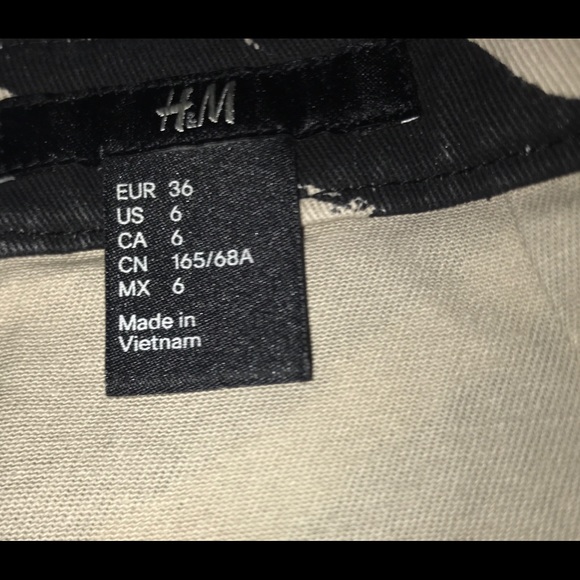 H&M
EUR 36
US 6
CA 6
CN 165/68A
MX 6
Made in
Vietnam